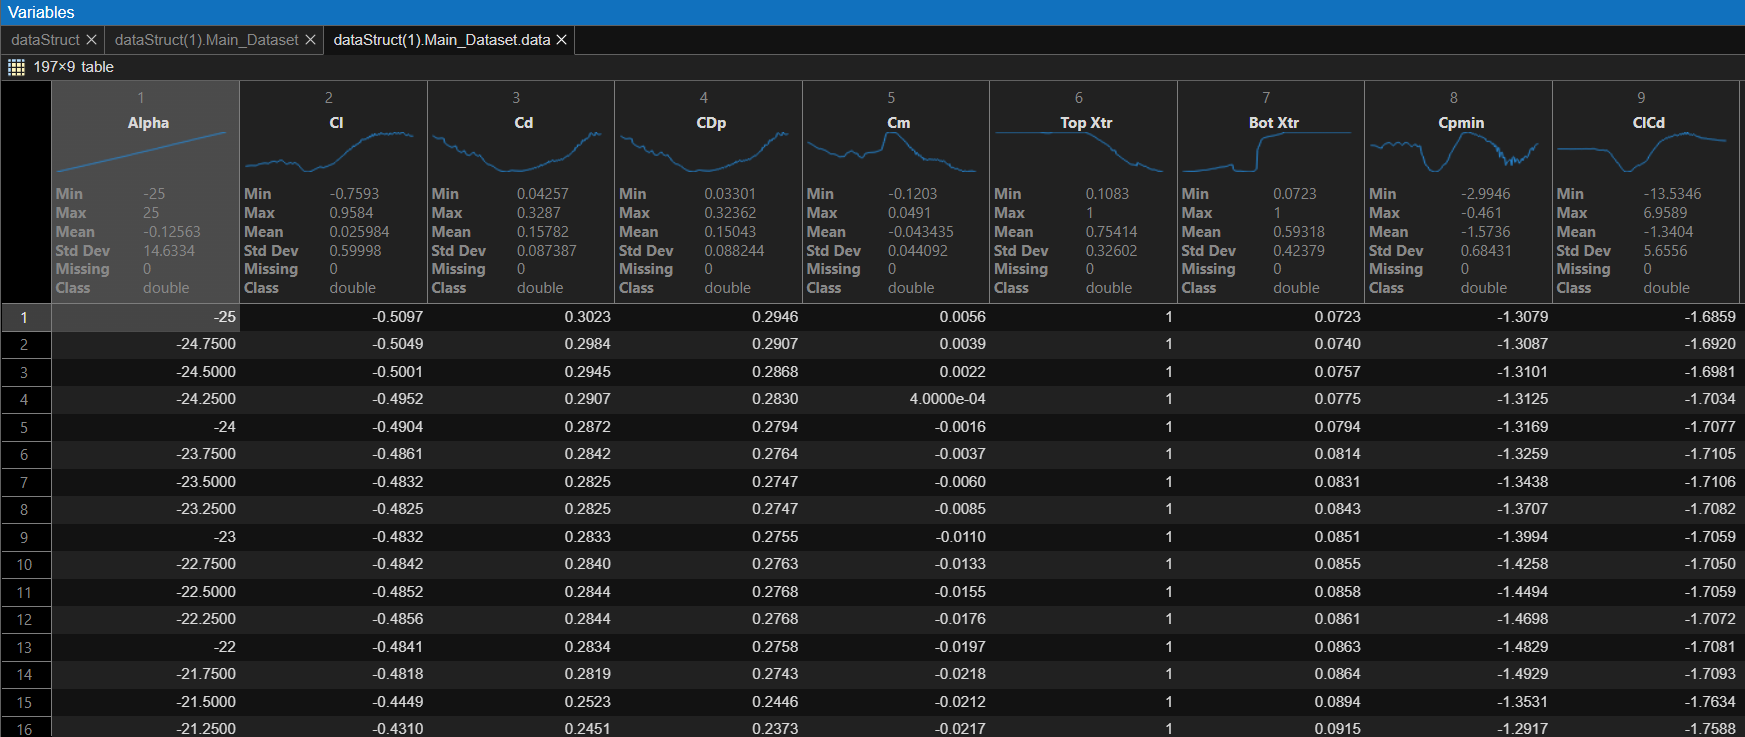 Variables
dataStruct dataStruct(1).Main_Dataset dataStruct(1).Main_Dataset.data
197×9 table
1 2 3 4 5 6 7 8 9
Alpha Cl Cd CDp Cm Top Xtr Bot Xtr Cpmin ClCd
Min -25 Min -0.7593 Min 0.04257 Min 0.03301 Min -0.1203 Min 0.1083 Min 0.0723 Min -2.9946 Min -13.5346
Max 25 Max 0.9584 Max 0.3287 Max 0.32362 Max 0.0491 Max 1 Max 1 Max -0.461 Max 6.9589
Mean -0.12563 Mean 0.025984 Mean 0.15782 Mean 0.15043 Mean -0.043435 Mean 0.75414 Mean 0.59318 Mean -1.5736 Mean -1.3404
Std Dev 14.6334 Std Dev 0.59998 Std Dev 0.087387 Std Dev 0.088244 Std Dev 0.044092 Std Dev 0.32602 Std Dev 0.42379 Std Dev 0.68431 Std Dev 5.6556
Missing 0 Missing 0 Missing 0 Missing 0 Missing 0 Missing 0 Missing 0 Missing 0 Missing 0
Class double Class double Class double Class double Class double Class double Class double Class double Class double
1 -25 -0.5097 0.3023 0.2946 0.0056 1 0.0723 -1.3079 -1.6859
2 -24.7500 -0.5049 0.2984 0.2907 0.0039 1 0.0740 -1.3087 -1.6920
3 -24.5000 -0.5001 0.2945 0.2868 0.0022 1 0.0757 -1.3101 -1.6981
4 -24.2500 -0.4952 0.2907 0.2830 4.0000e-04 1 0.0775 -1.3125 -1.7034
5 -24 -0.4904 0.2872 0.2794 -0.0016 1 0.0794 -1.3169 -1.7077
6 -23.7500 -0.4861 0.2842 0.2764 -0.0037 1 0.0814 -1.3259 -1.7105
7 -23.5000 -0.4832 0.2825 0.2747 -0.0060 1 0.0831 -1.3438 -1.7106
8 -23.2500 -0.4825 0.2825 0.2747 -0.0085 1 0.0843 -1.3707 -1.7082
9 -23 -0.4832 0.2833 0.2755 -0.0110 1 0.0851 -1.3994 -1.7059
10 -22.7500 -0.4842 0.2840 0.2763 -0.0133 1 0.0855 -1.4258 -1.7050
11 -22.5000 -0.4852 0.2844 0.2768 -0.0155 1 0.0858 -1.4494 -1.7059
12 -22.2500 -0.4856 0.2844 0.2768 -0.0176 1 0.0861 -1.4698 -1.7072
13 -22 -0.4841 0.2834 0.2758 -0.0197 1 0.0863 -1.4829 -1.7081
14 -21.7500 -0.4818 0.2819 0.2743 -0.0218 1 0.0864 -1.4929 -1.7093
15 -21.5000 -0.4449 0.2523 0.2446 -0.0212 1 0.0894 -1.3531 -1.7634
16 -21.2500 -0.4310 0.2451 0.2373 -0.0217 1 0.0915 -1.2917 -1.7588